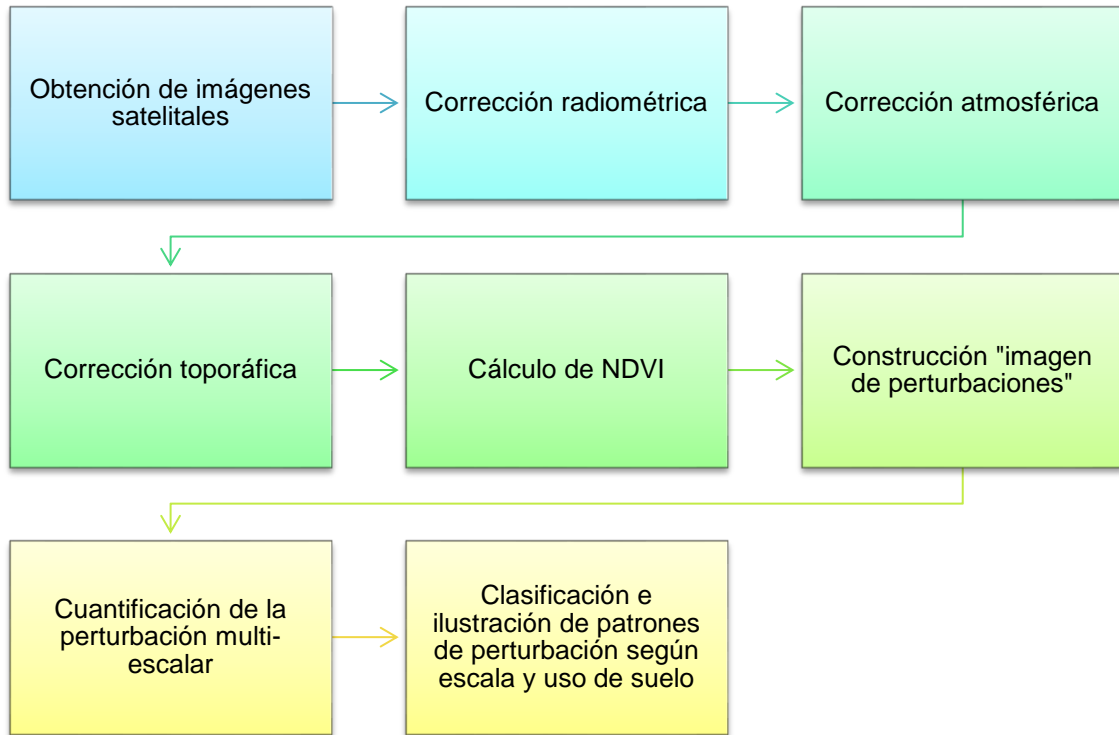 Obtención de imágenes
satelitales
Corrección radiométrica
Corrección atmosférica
Corrección toporáfica
Cálculo de NDVI
Construcción "imagen
de perturbaciones"
Cuantificación de la
perturbación multi-
escalar
Clasificación e
ilustración de patrones
de perturbación según
escala y uso de suelo